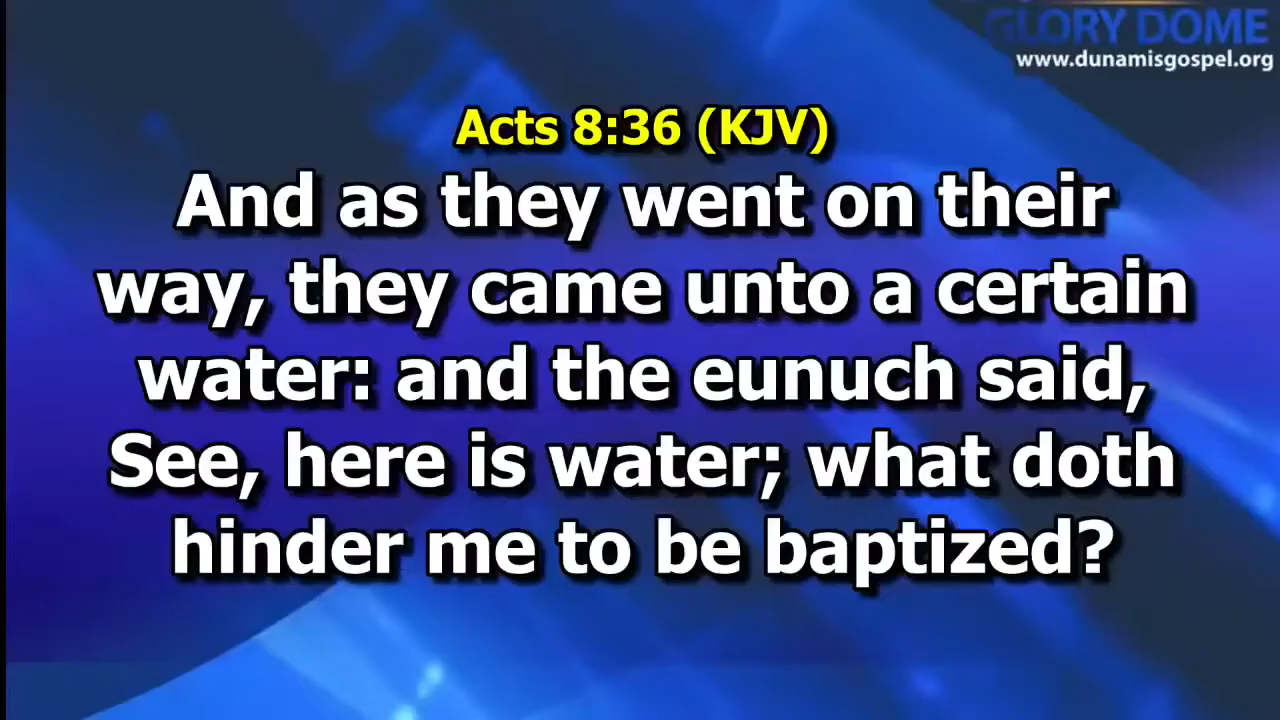 GLORY DOME
www.dunamisgospel.org
Acts 8:36 (KJV)
And as they went on their
way, they came unto a certain
water: and the eunuch said,
See, here is water; what doth
hinder me to be baptized?